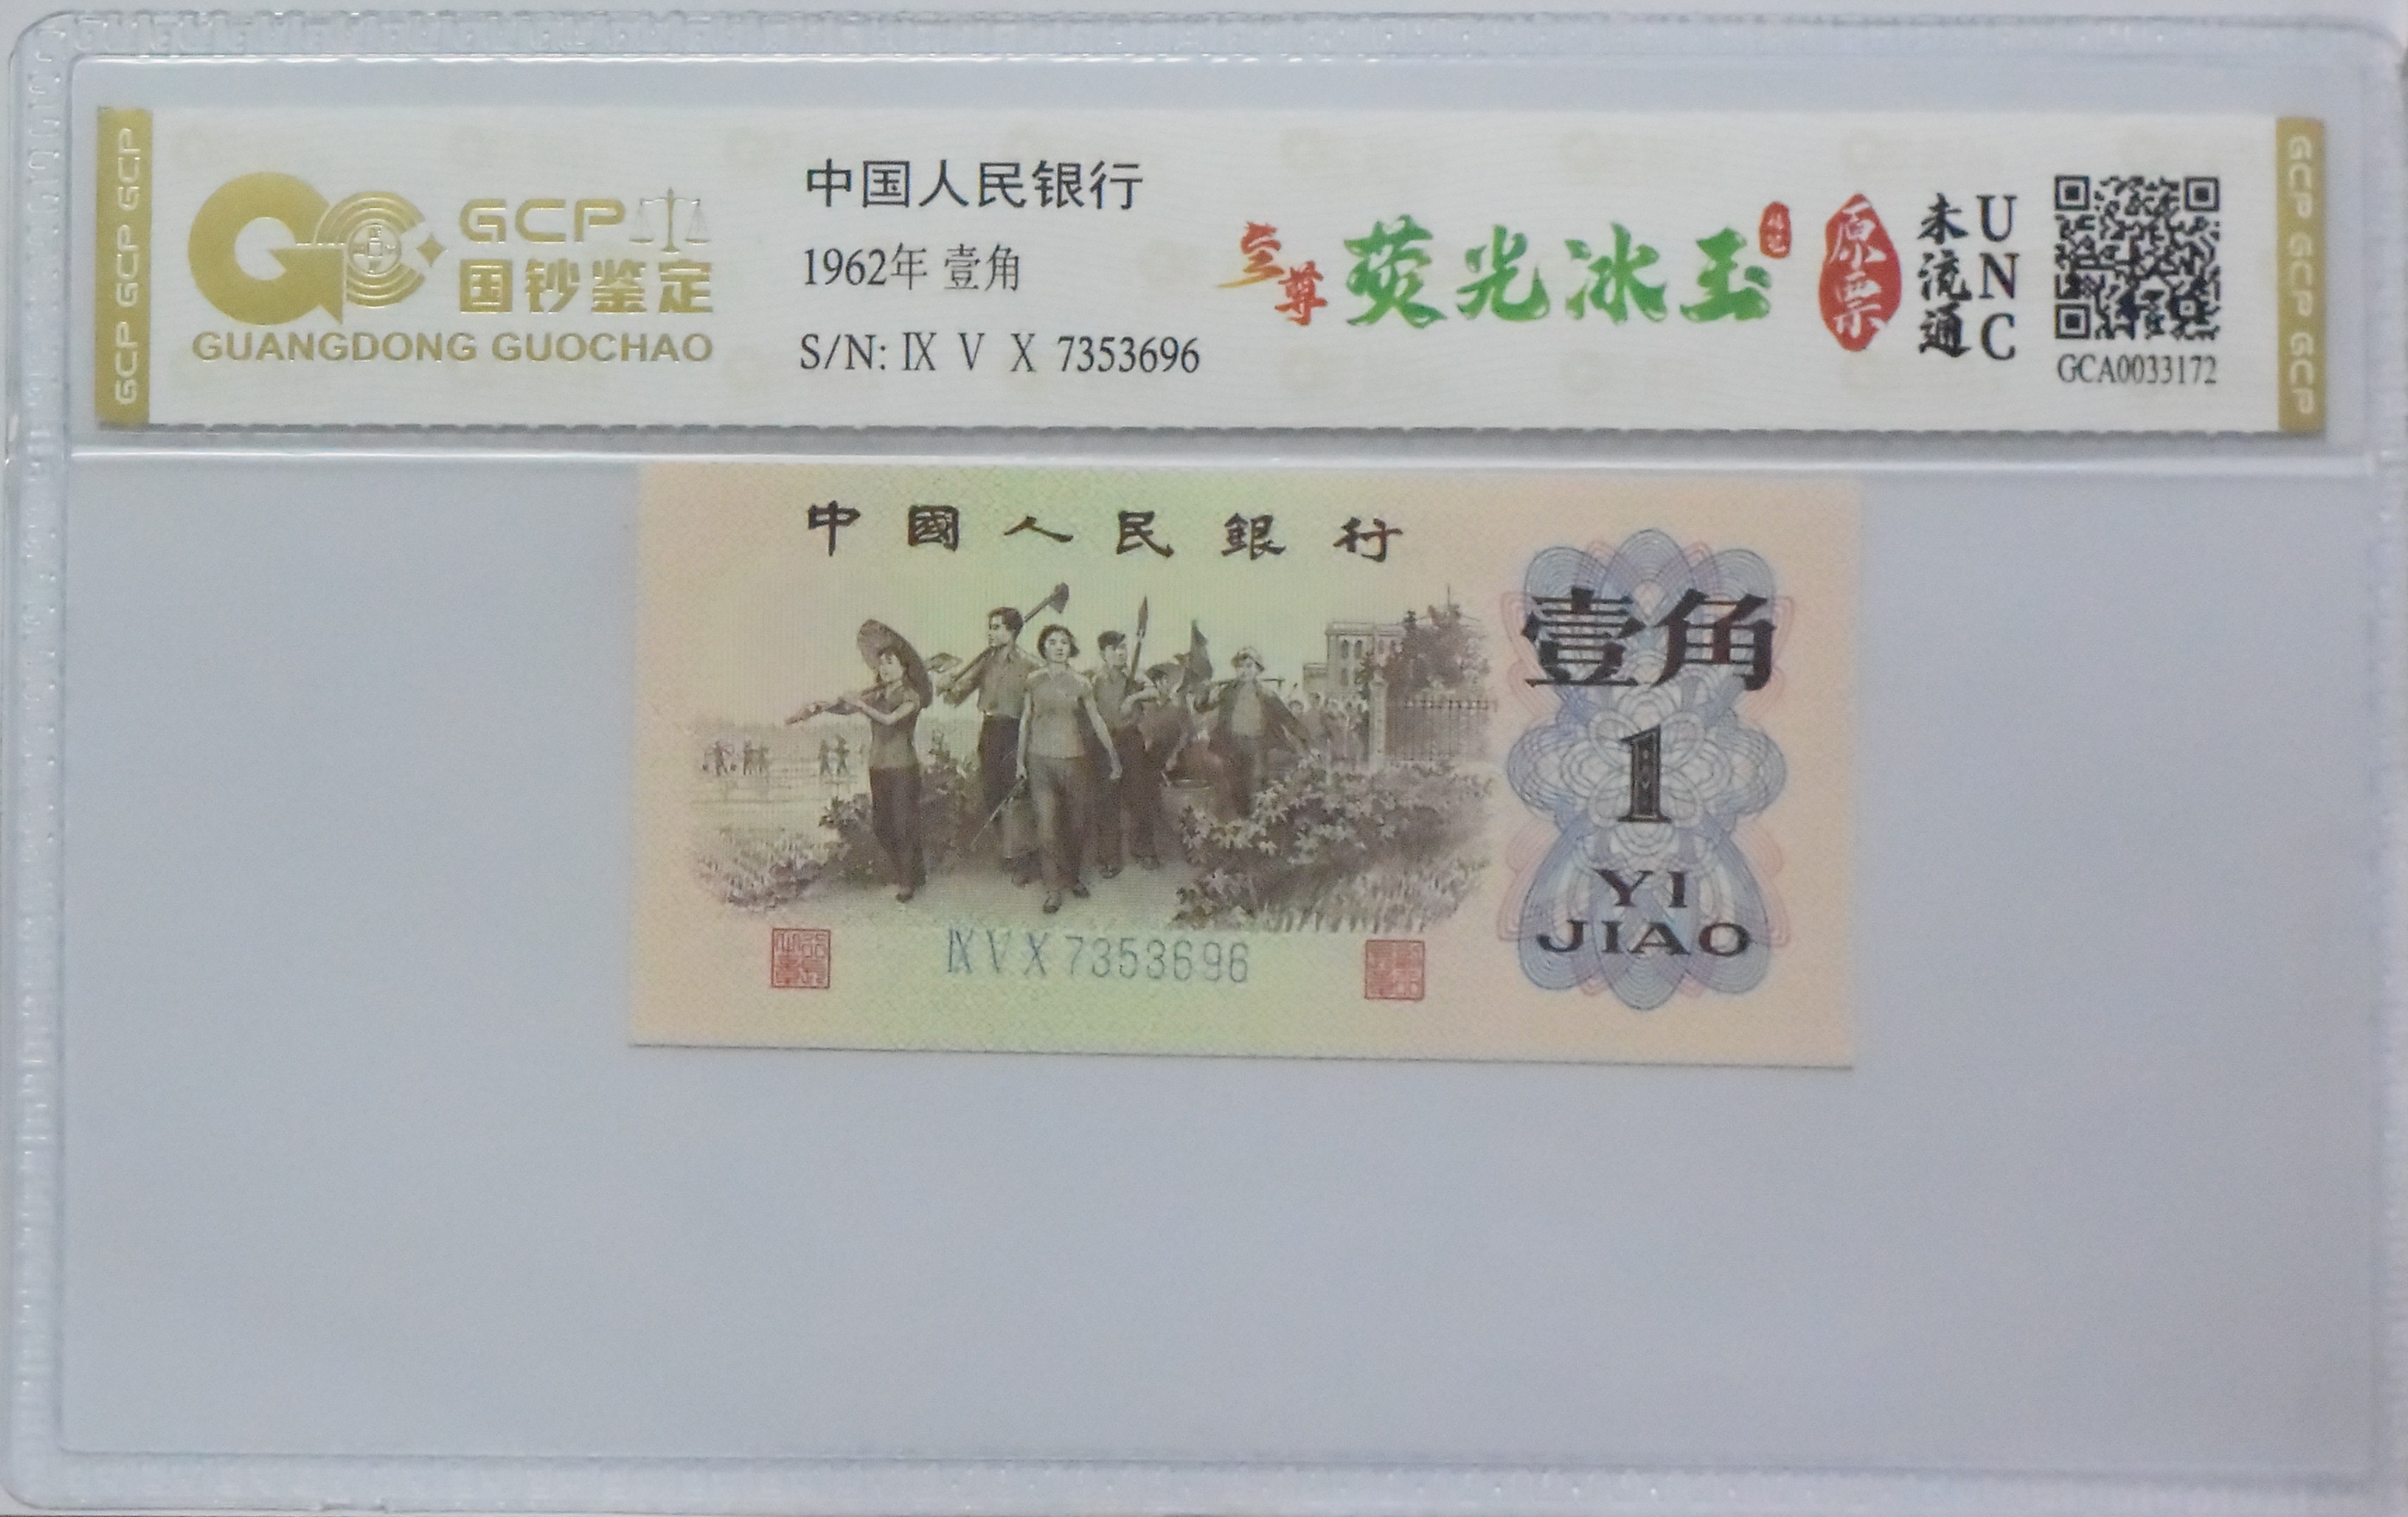 GCP GCP GCP
GCP
国钞鉴定
GUANGDONG GUOCHAO
中国人民银行
1962年 壹角
S/N: Ⅸ Ⅴ Ⅹ 7353696
至尊 荧光冰玉
原票
未流通
UNC
GCA0033172
GCP GCP GCP
中國人民銀行
壹角
1
YI
JIAO
ⅨⅤⅩ7353696